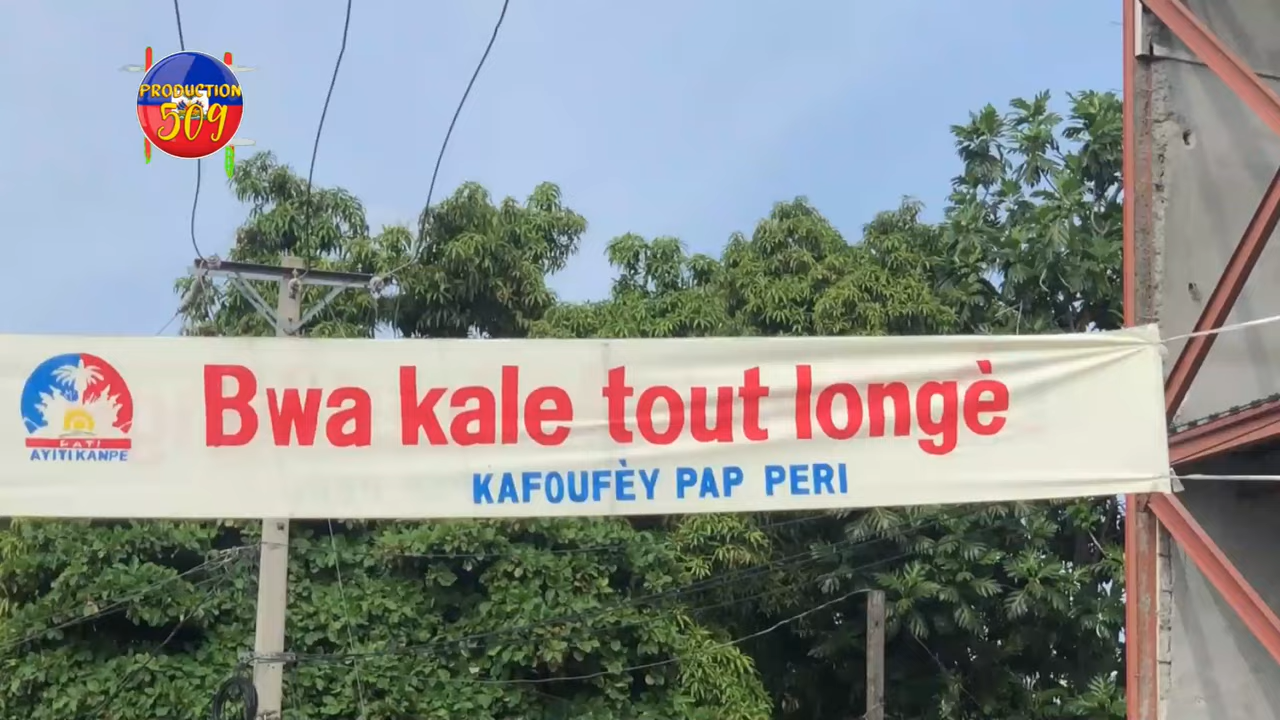 PRODUCTION
509
PATI
AYITI KANPE
Bwa kale tout longè
KAFOUFÈY PAP PERI